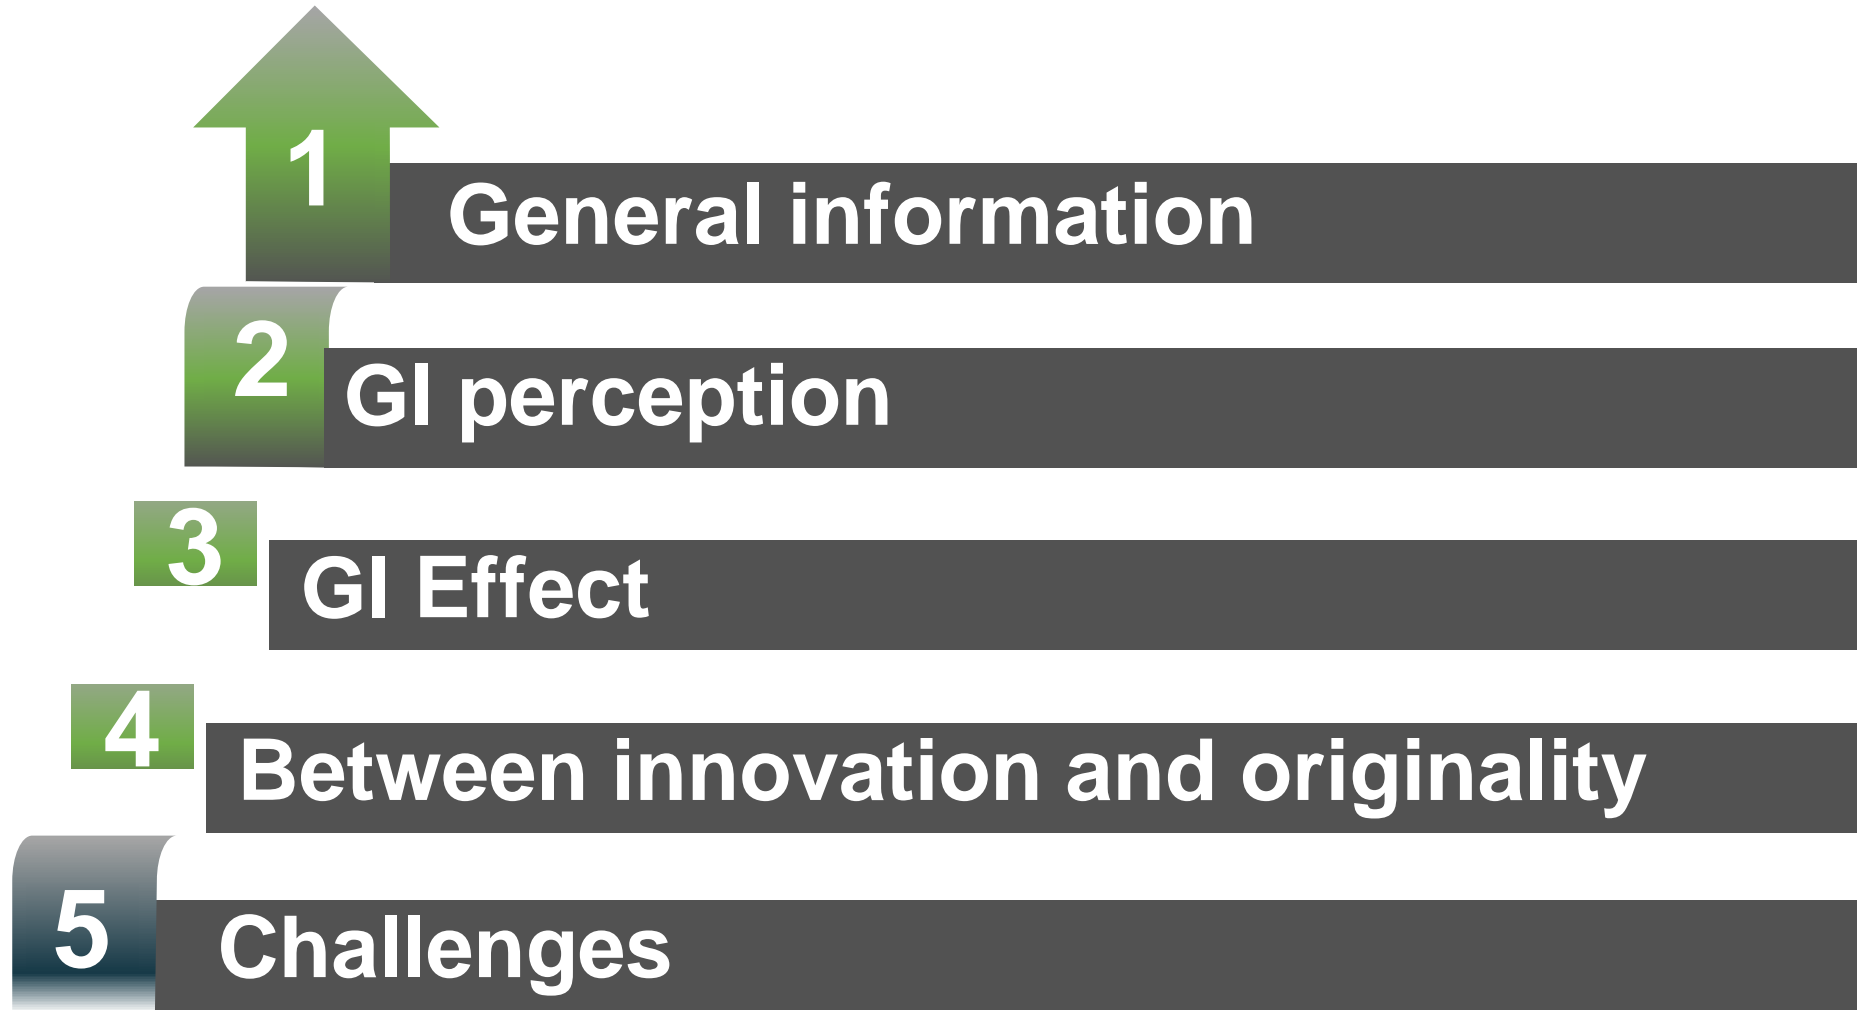 1 General information
2 GI perception
3 GI Effect
4 Between innovation and originality
5 Challenges